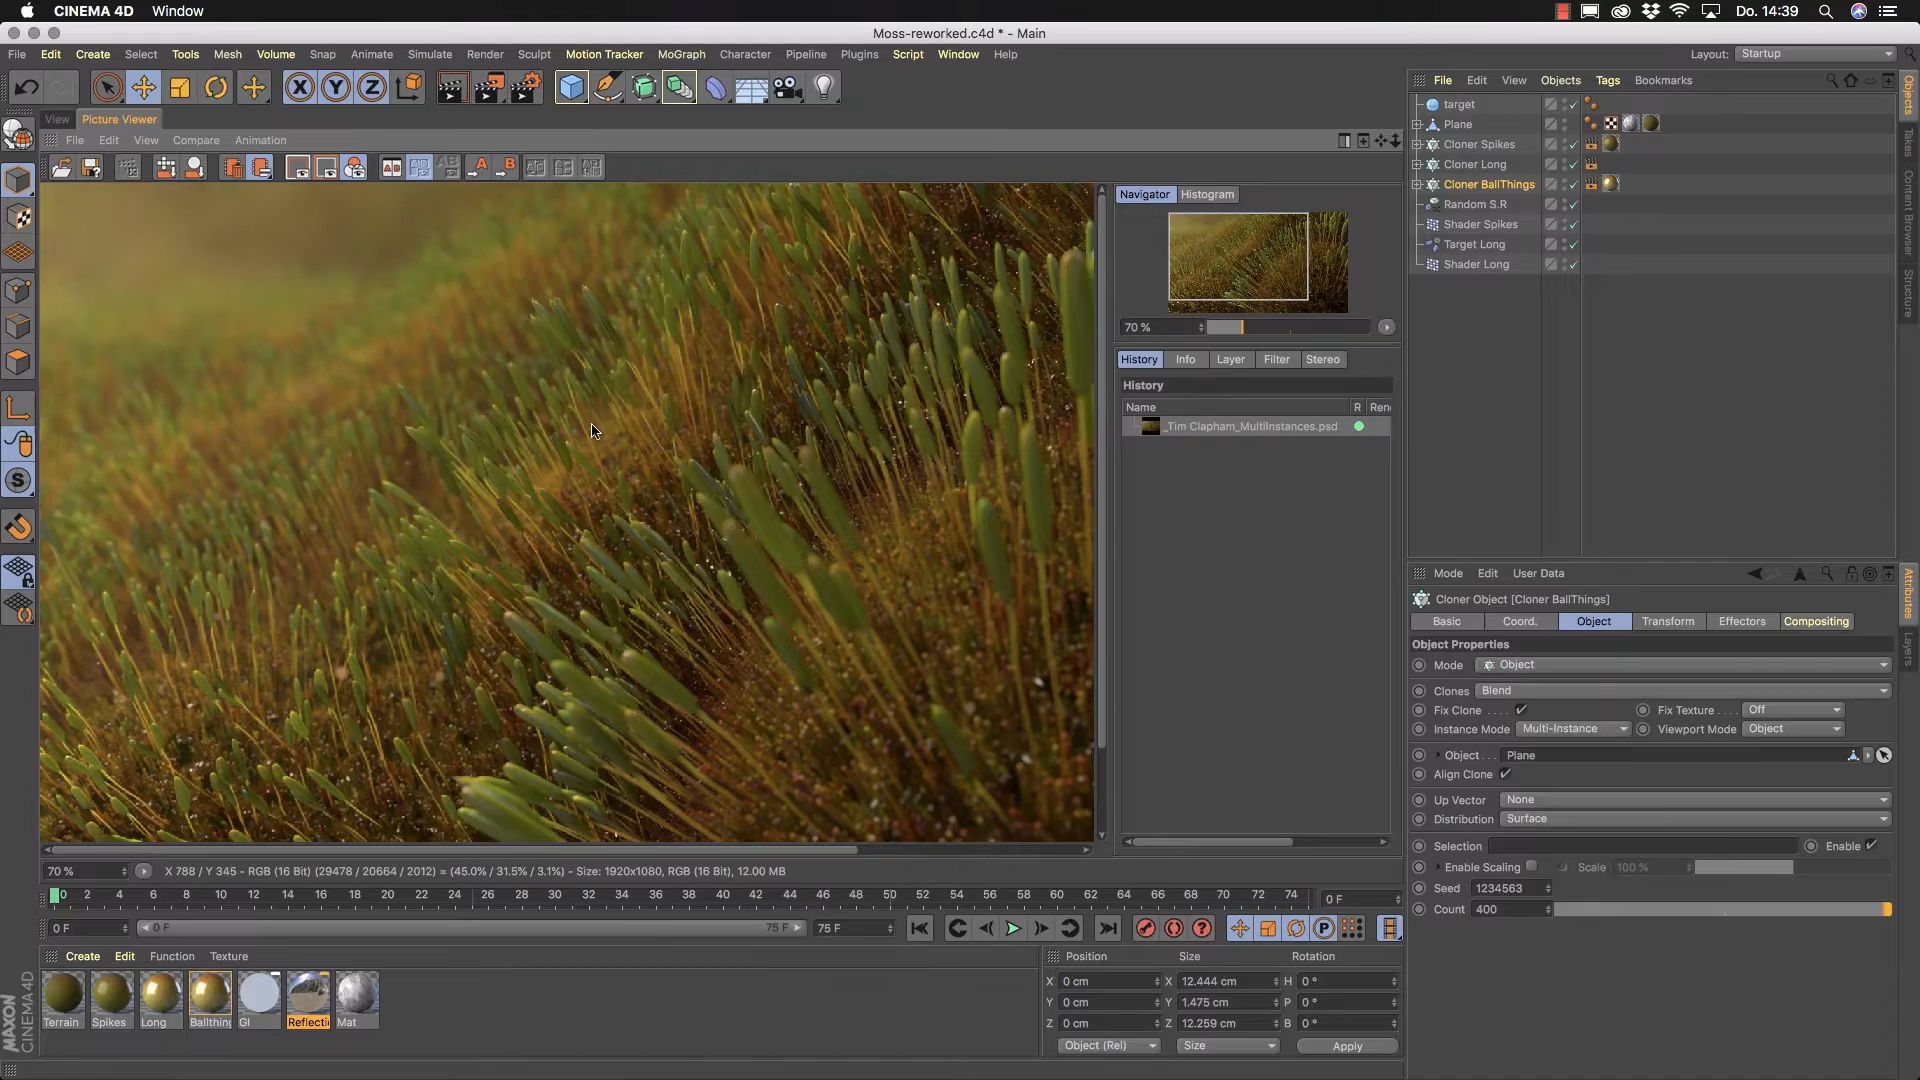 CINEMA 4D Window Do. 14:39
Moss-reworked.c4d * - Main
File Edit Create Select Tools Mesh Volume Snap Animate Simulate Render Sculpt Motion Tracker MoGraph Character Pipeline Plugins Script Window Help Layout: Startup
X Y Z
File Edit View Objects Tags Bookmarks
View Picture Viewer
File Edit View Compare Animation
target
Plane
Cloner Spikes
Cloner Long
Cloner BallThings
Random S.R
Shader Spikes
Target Long
Shader Long
Objects
Takes
Content Browser
Structure
Navigator Histogram
70 %
History Info Layer Filter Stereo
History
Name R Ren
_Tim Clapham_MultiInstances.psd
Mode Edit User Data
Attributes
Layers
Cloner Object [Cloner BallThings]
Basic Coord. Object Transform Effectors Compositing
Object Properties
Mode Object
Clones Blend
Fix Clone . . . . Fix Texture . . . . Off
Instance Mode Multi-Instance Viewport Mode Object
Object . . . Plane
Align Clone
Up Vector None
Distribution Surface
Selection Enable
Enable Scaling Scale 100 %
Seed 1234563
Count 400
70 % X 788 / Y 345 - RGB (16 Bit) (29478 / 20664 / 2012) = (45.0% / 31.5% / 3.1%) - Size: 1920x1080, RGB (16 Bit), 12.00 MB
0 2 4 6 8 10 12 14 16 18 20 22 24 26 28 30 32 34 36 38 40 42 44 46 48 50 52 54 56 58 60 62 64 66 68 70 72 74 0 F
0 F 0 F 75 F 75 F
Create Edit Function Texture
Terrain Spikes Long Ballthing GI Reflecti Mat
Position Size Rotation
X 0 cm X 12.444 cm H 0 °
Y 0 cm Y 1.475 cm P 0 °
Z 0 cm Z 12.259 cm B 0 °
Object (Rel) Size Apply
MAXON
CINEMA 4D